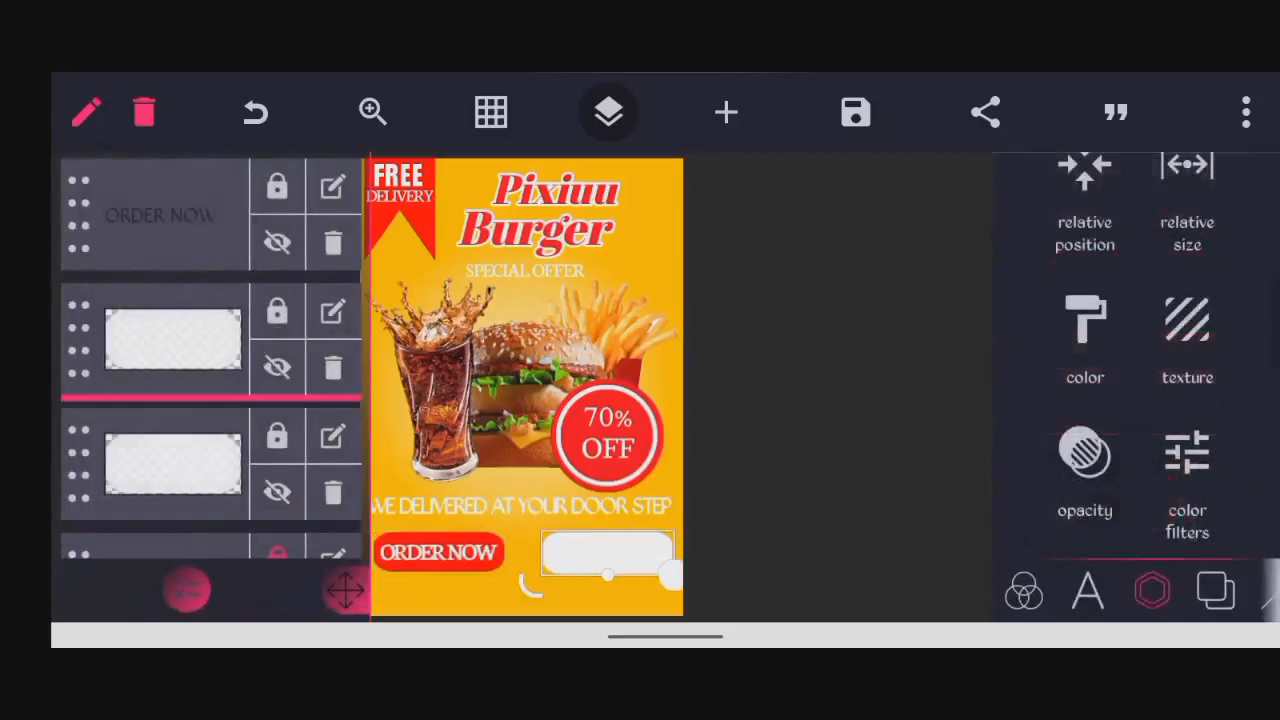 ORDER NOW
FREE
DELIVERY
Pixiuu
Burger
SPECIAL OFFER
70%
OFF
WE DELIVERED AT YOUR DOOR STEP
ORDER NOW
relative
position
relative
size
color
texture
opacity
color
filters